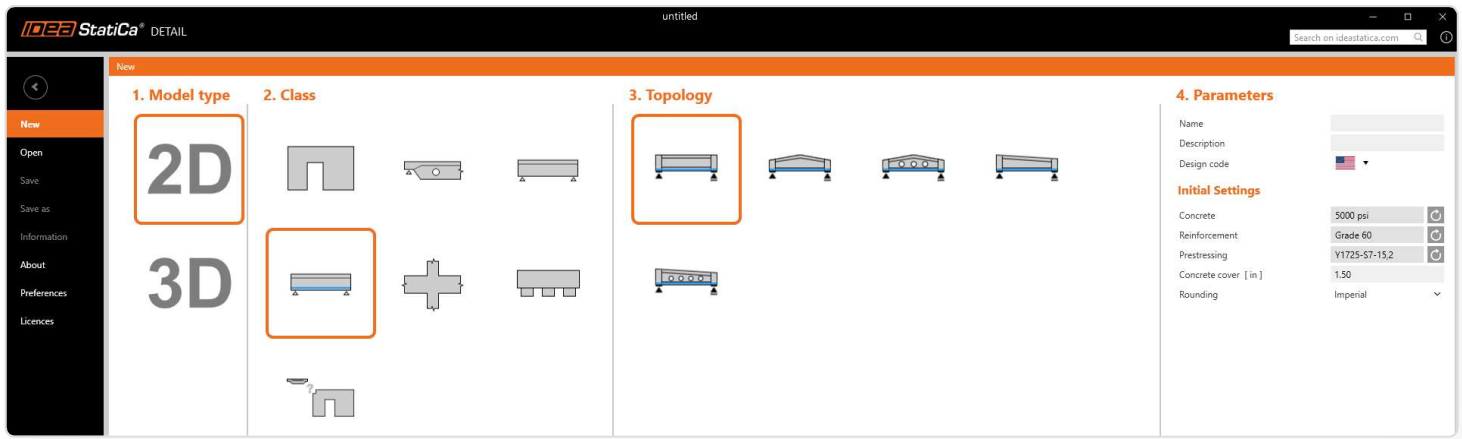 untitled
IDEA StatiCa® DETAIL
Search on ideastatica.com
New
1. Model type
2. Class
3. Topology
4. Parameters
New
Open
Save
Save as
Information
About
Preferences
Licences
2D
3D
?
Name
Description
Design code
Initial Settings
Concrete 5000 psi
Reinforcement Grade 60
Prestressing Y1725-S7-15,2
Concrete cover [ in ] 1.50
Rounding Imperial